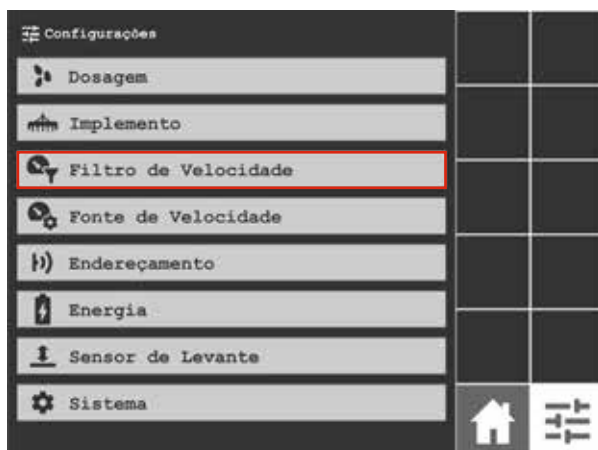 Configurações
Dosagem
Implemento
Filtro de Velocidade
Fonte de Velocidade
Endereçamento
Energia
Sensor de Levante
Sistema